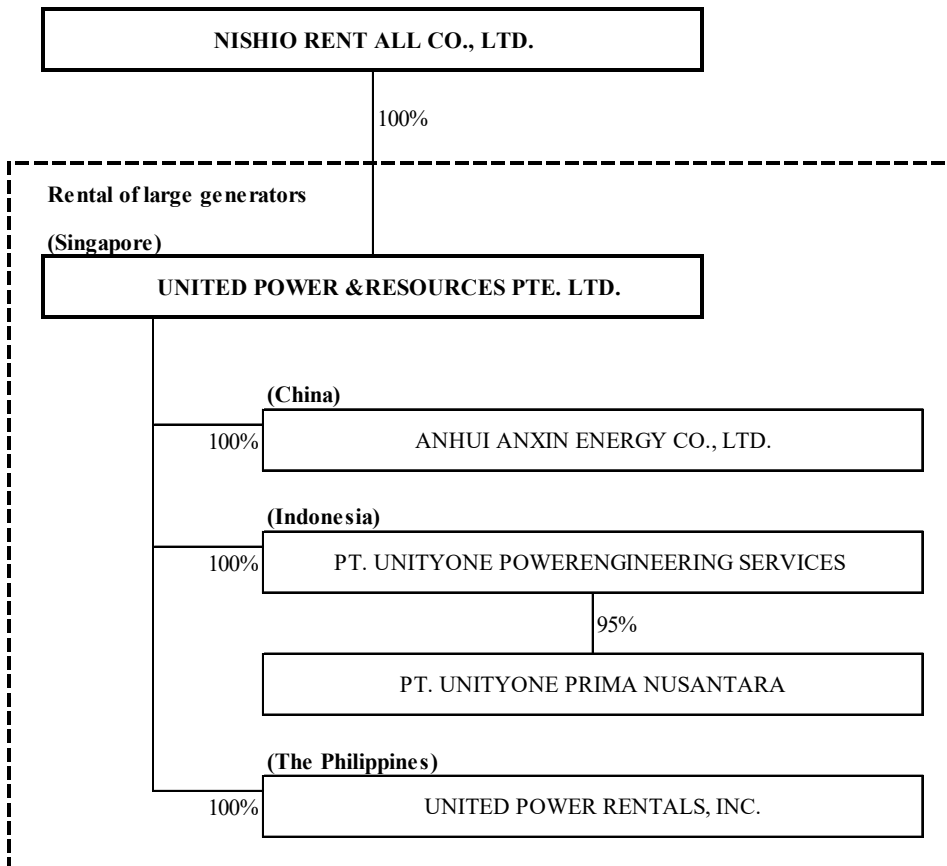 NISHIO RENT ALL CO., LTD.
100%
Rental of large generators
(Singapore)
UNITED POWER &RESOURCES PTE. LTD.
(China)
100%
ANHUI ANXIN ENERGY CO., LTD.
(Indonesia)
100%
PT. UNITYONE POWERENGINEERING SERVICES
95%
PT. UNITYONE PRIMA NUSANTARA
(The Philippines)
100%
UNITED POWER RENTALS, INC.